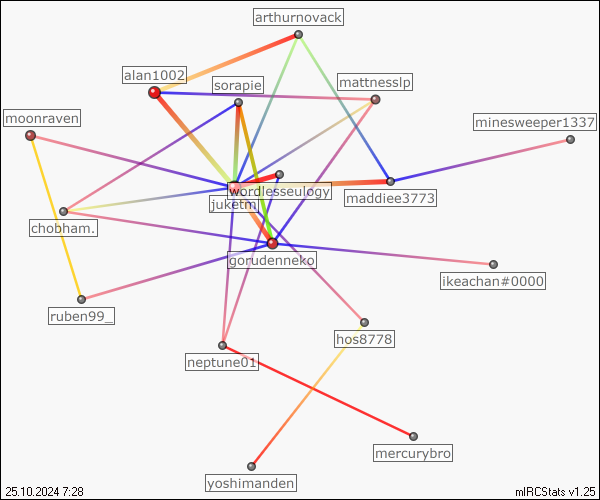 arthurnovack
alan1002
sorapie
mattnesslp
moonraven
minesweeper1337
wordlesseulogy
maddiee3773
juketm
chobham.
gorudenneko
ikeachan#0000
ruben99_
hos8778
neptune01
mercurybro
yoshimanden
25.10.2024 7:28
mIRCStats v1.25